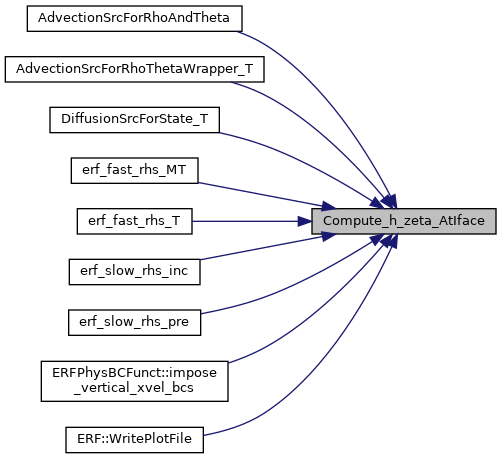 AdvectionSrcForRhoAndTheta
AdvectionSrcForRhoThetaWrapper_T
DiffusionSrcForState_T
erf_fast_rhs_MT
erf_fast_rhs_T
Compute_h_zeta_AtIface
erf_slow_rhs_inc
erf_slow_rhs_pre
ERFPhysBCFunct::impose
_vertical_xvel_bcs
ERF::WritePlotFile